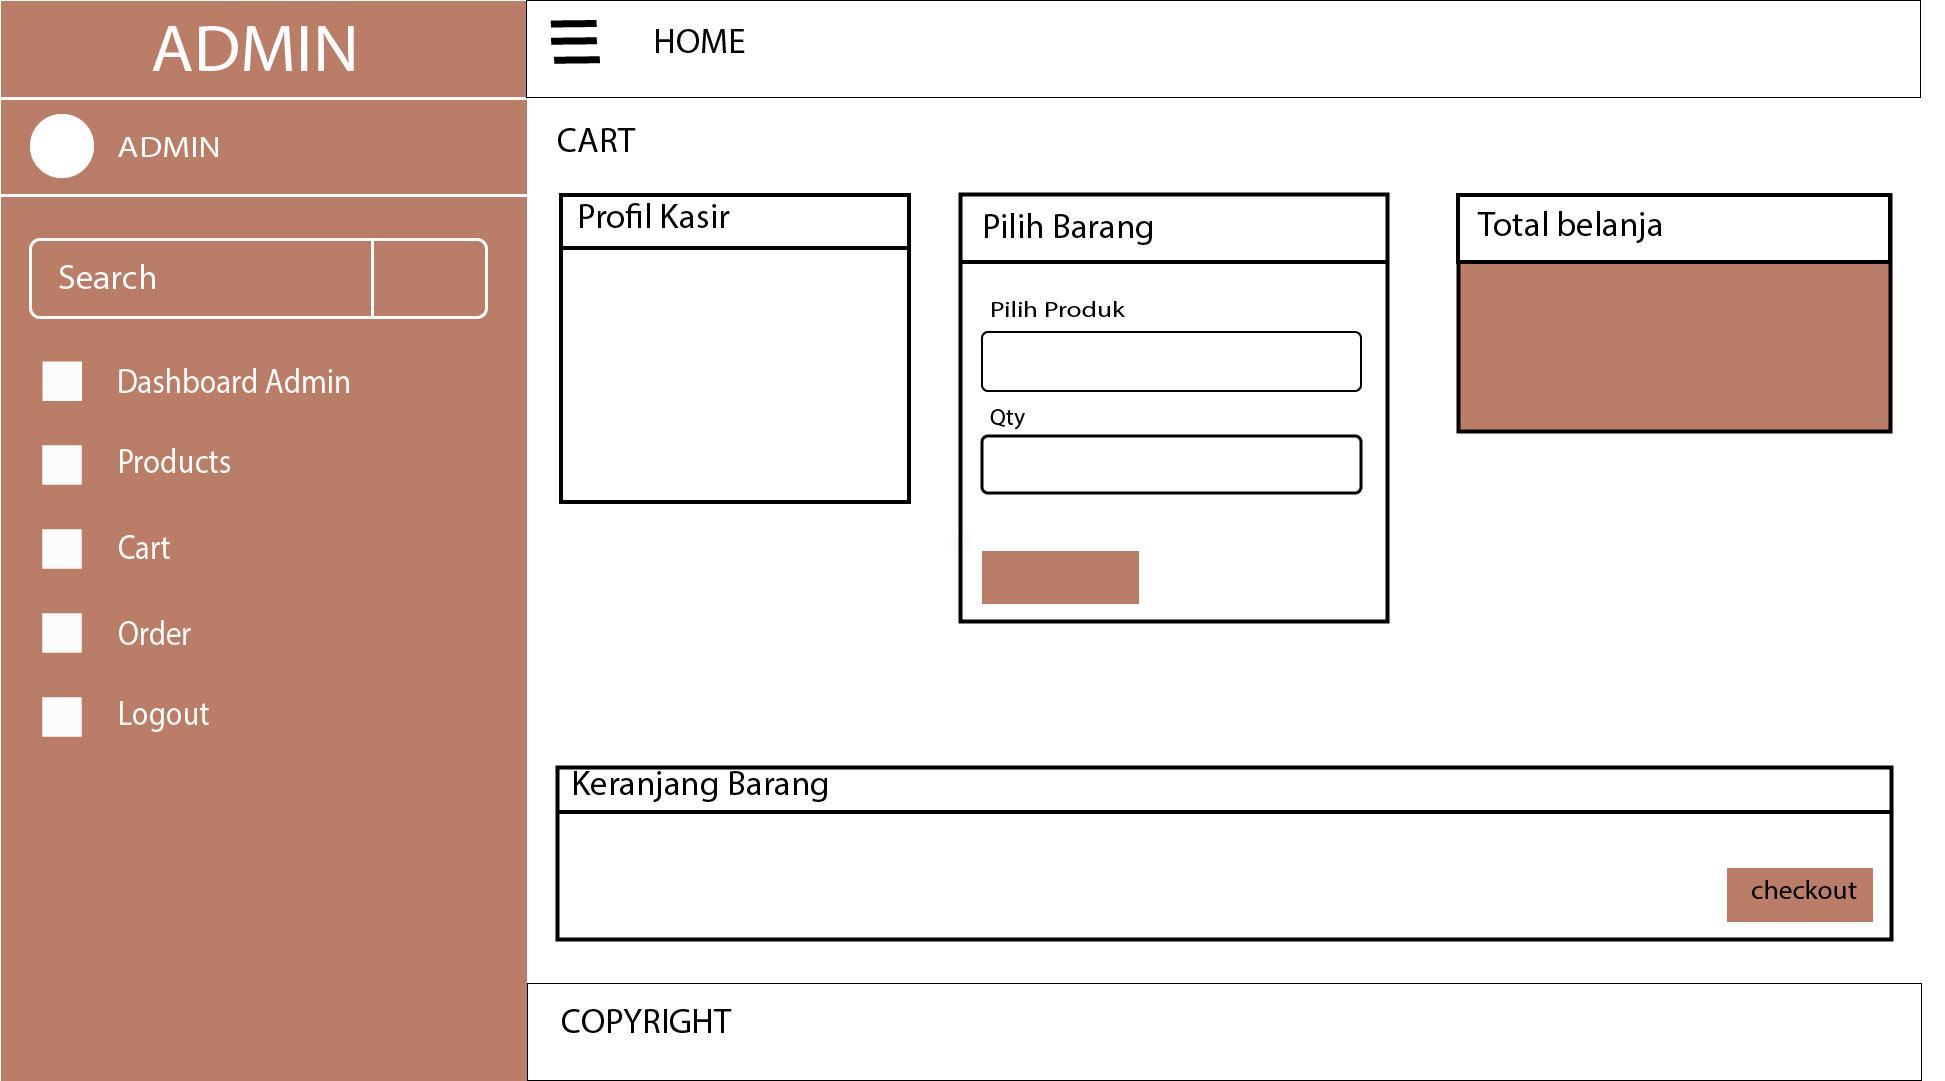 ADMIN
HOME
ADMIN
Search
Dashboard Admin
Products
Cart
Order
Logout
CART
Profil Kasir
Pilih Barang
Pilih Produk
Qty
Total belanja
Keranjang Barang
checkout
COPYRIGHT